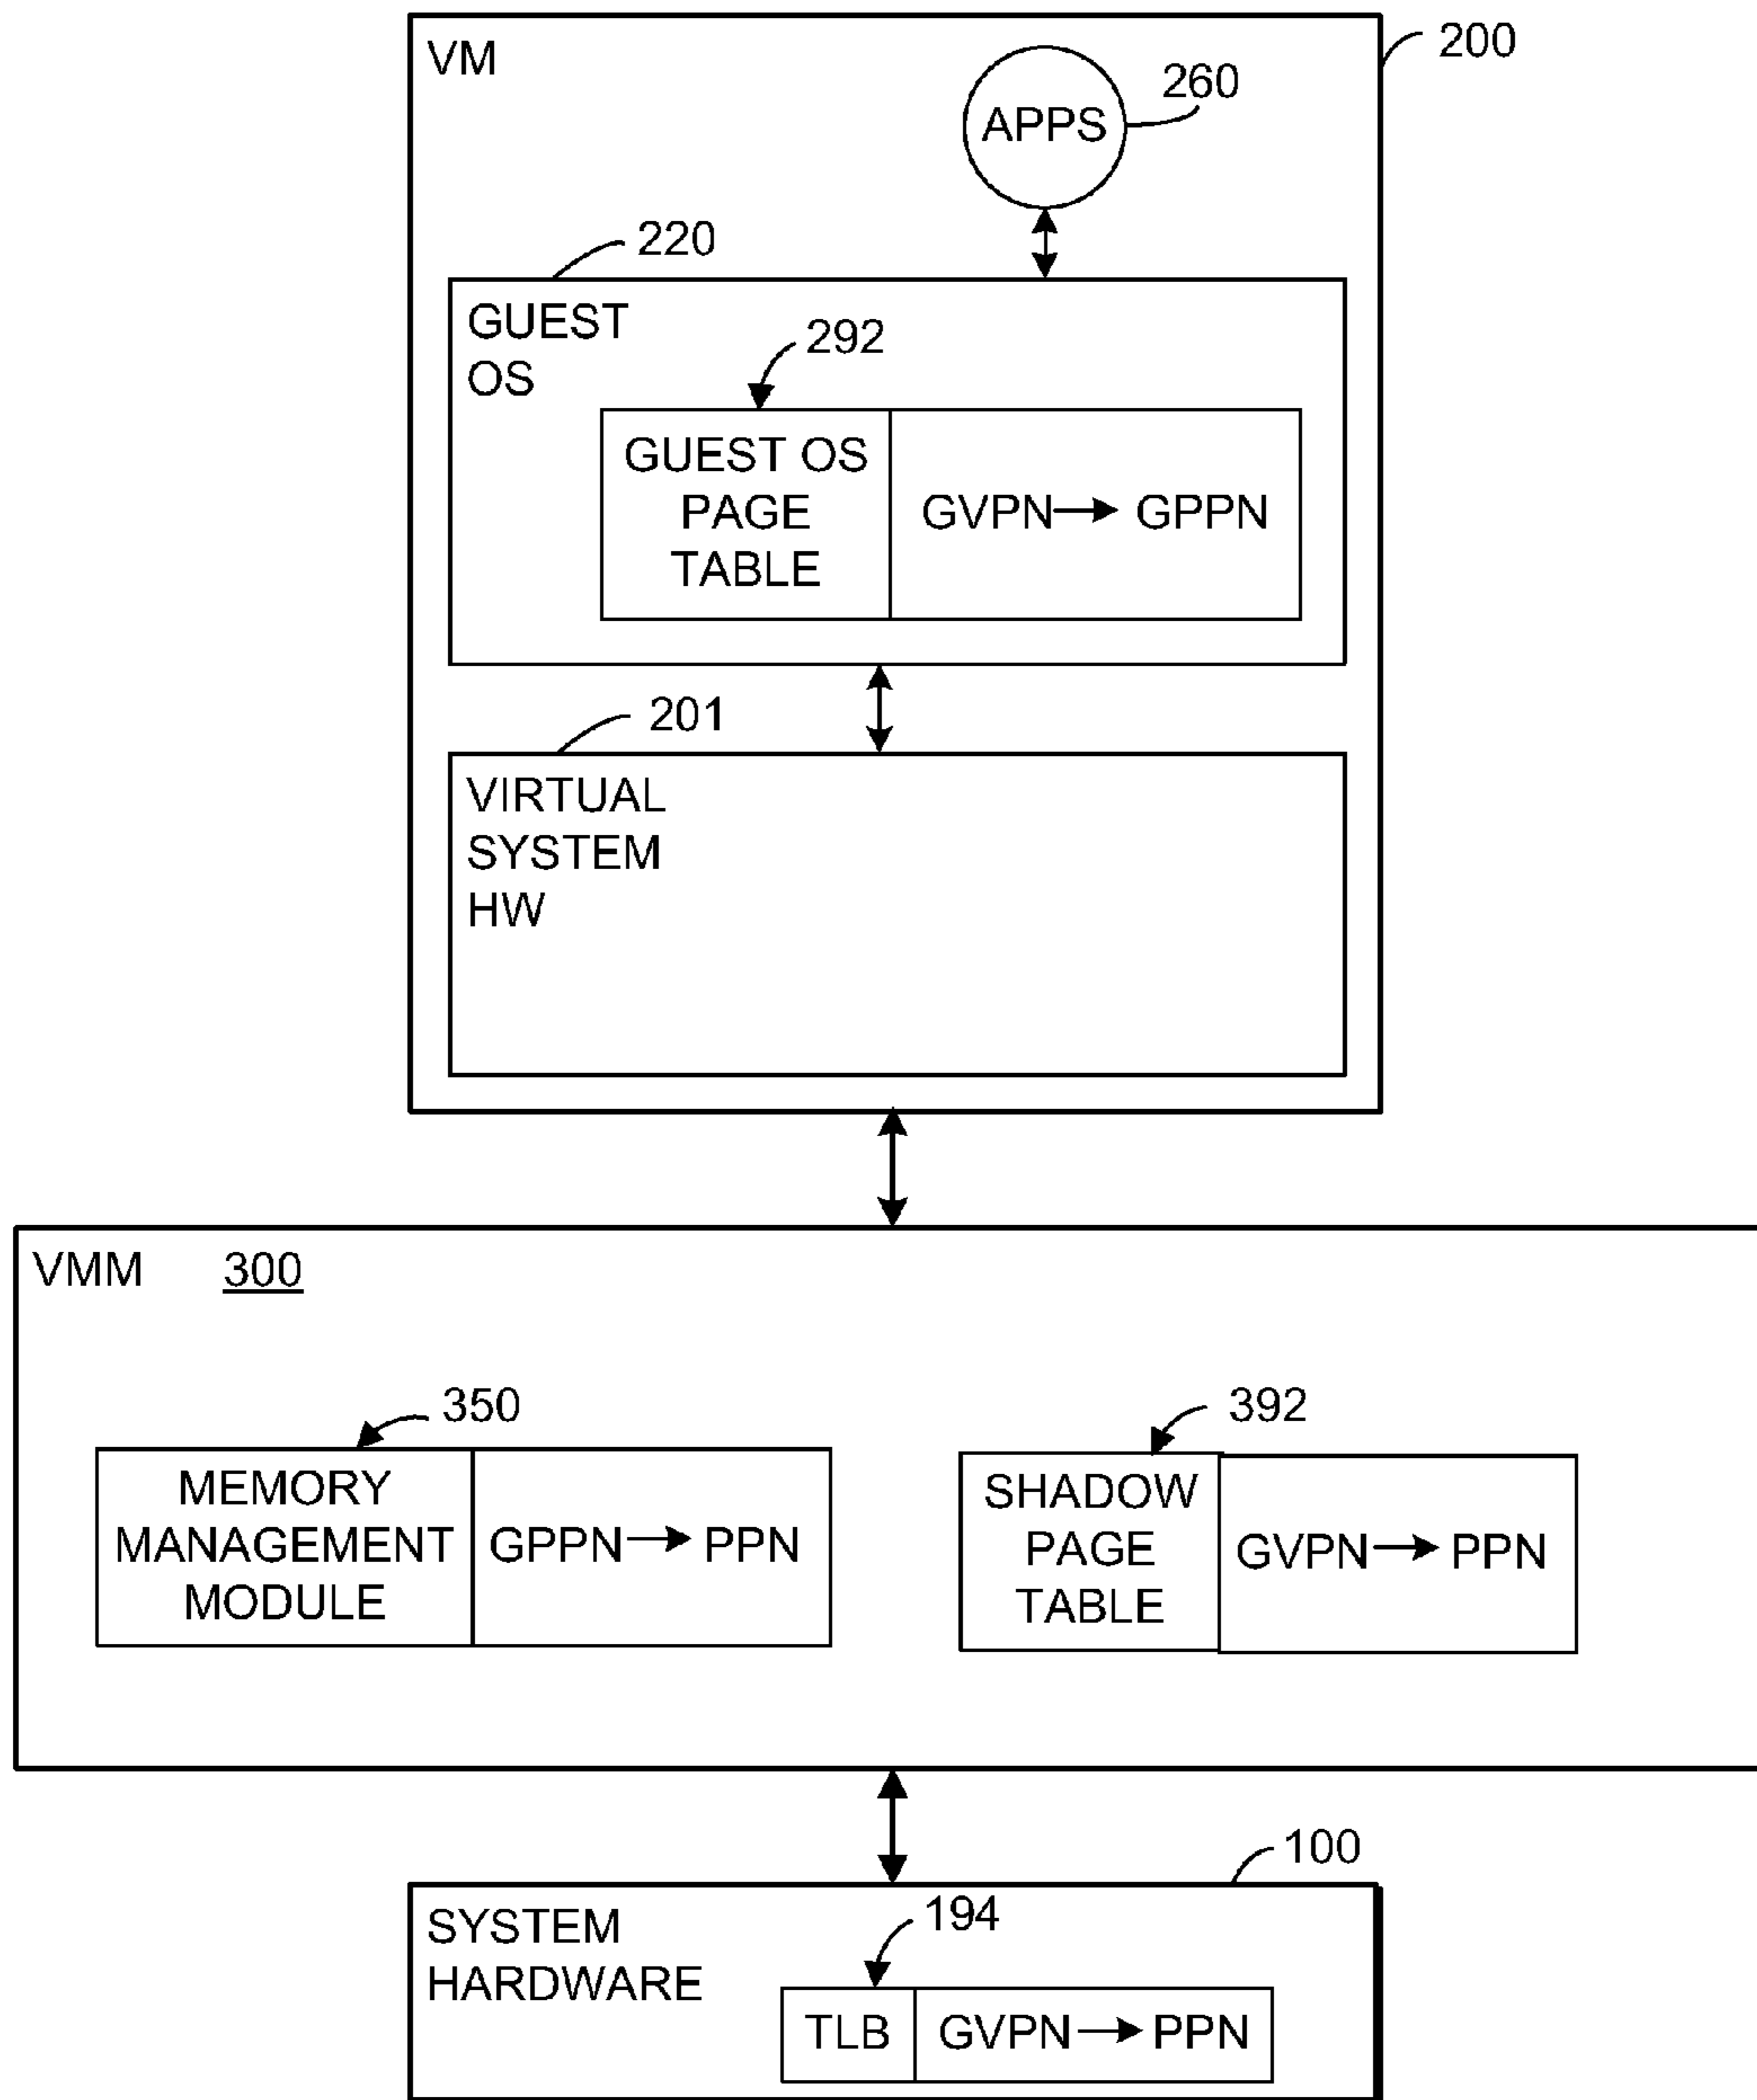 VM
200
260
APPS
220
GUEST
OS
292
GUEST OS
PAGE
TABLE
GVPN → GPPN
201
VIRTUAL
SYSTEM
HW
VMM 300
350
MEMORY
MANAGEMENT
MODULE
GPPN → PPN
392
SHADOW
PAGE
TABLE
GVPN → PPN
100
SYSTEM
HARDWARE
194
TLB
GVPN → PPN